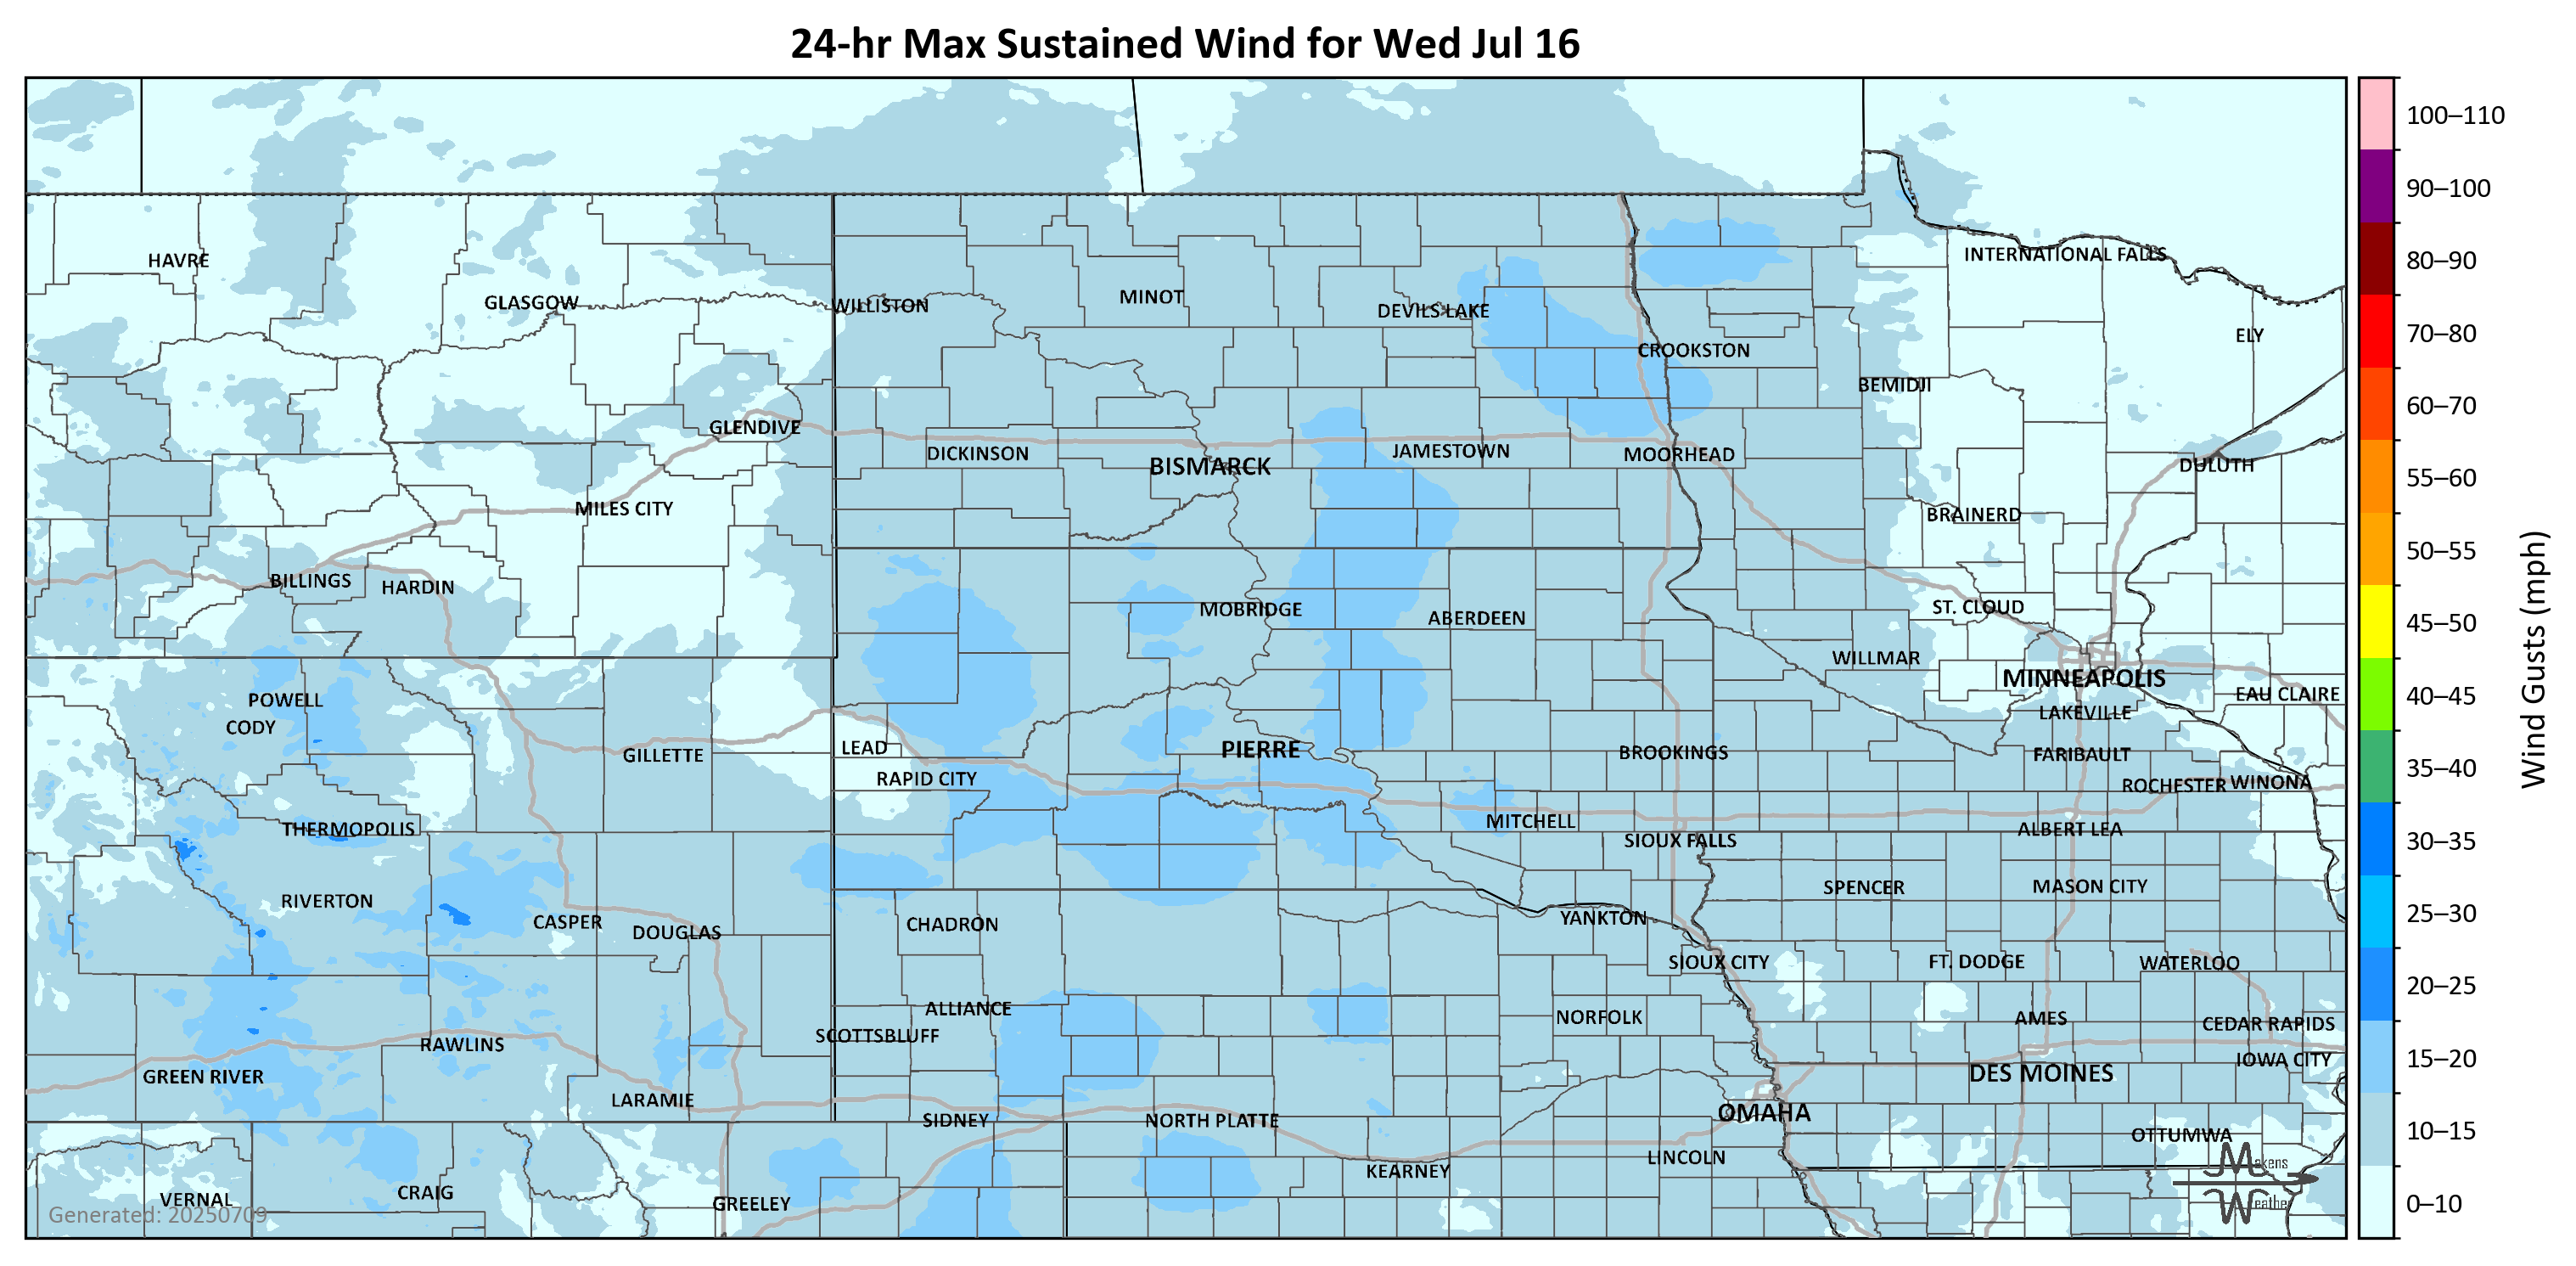 24-hr Max Sustained Wind for Wed Jul 16
100–110
90–100
80–90
70–80
60–70
55–60
50–55
45–50
40–45
35–40
30–35
25–30
20–25
15–20
10–15
0–10
Wind Gusts (mph)
HAVRE
GLASGOW
WILLISTON
MINOT
DEVILS LAKE
INTERNATIONAL FALLS
ELY
CROOKSTON
BEMIDJI
GLENDIVE
DICKINSON
BISMARCK
JAMESTOWN
MOORHEAD
DULUTH
MILES CITY
BRAINERD
BILLINGS
HARDIN
MOBRIDGE
ABERDEEN
ST. CLOUD
WILLMAR
MINNEAPOLIS
EAU CLAIRE
POWELL
CODY
LAKEVILLE
GILLETTE
LEAD
PIERRE
BROOKINGS
FARIBAULT
RAPID CITY
ROCHESTER
WINONA
THERMOPOLIS
MITCHELL
SIOUX FALLS
ALBERT LEA
RIVERTON
SPENCER
MASON CITY
CASPER
DOUGLAS
CHADRON
YANKTON
SIOUX CITY
FT. DODGE
WATERLOO
ALLIANCE
SCOTTSBLUFF
NORFOLK
AMES
CEDAR RAPIDS
RAWLINS
IOWA CITY
GREEN RIVER
DES MOINES
LARAMIE
SIDNEY
NORTH PLATTE
OMAHA
OTTUMWA
KEARNEY
LINCOLN
VERNAL
CRAIG
GREELEY
Generated: 20250709
Makens
Weather